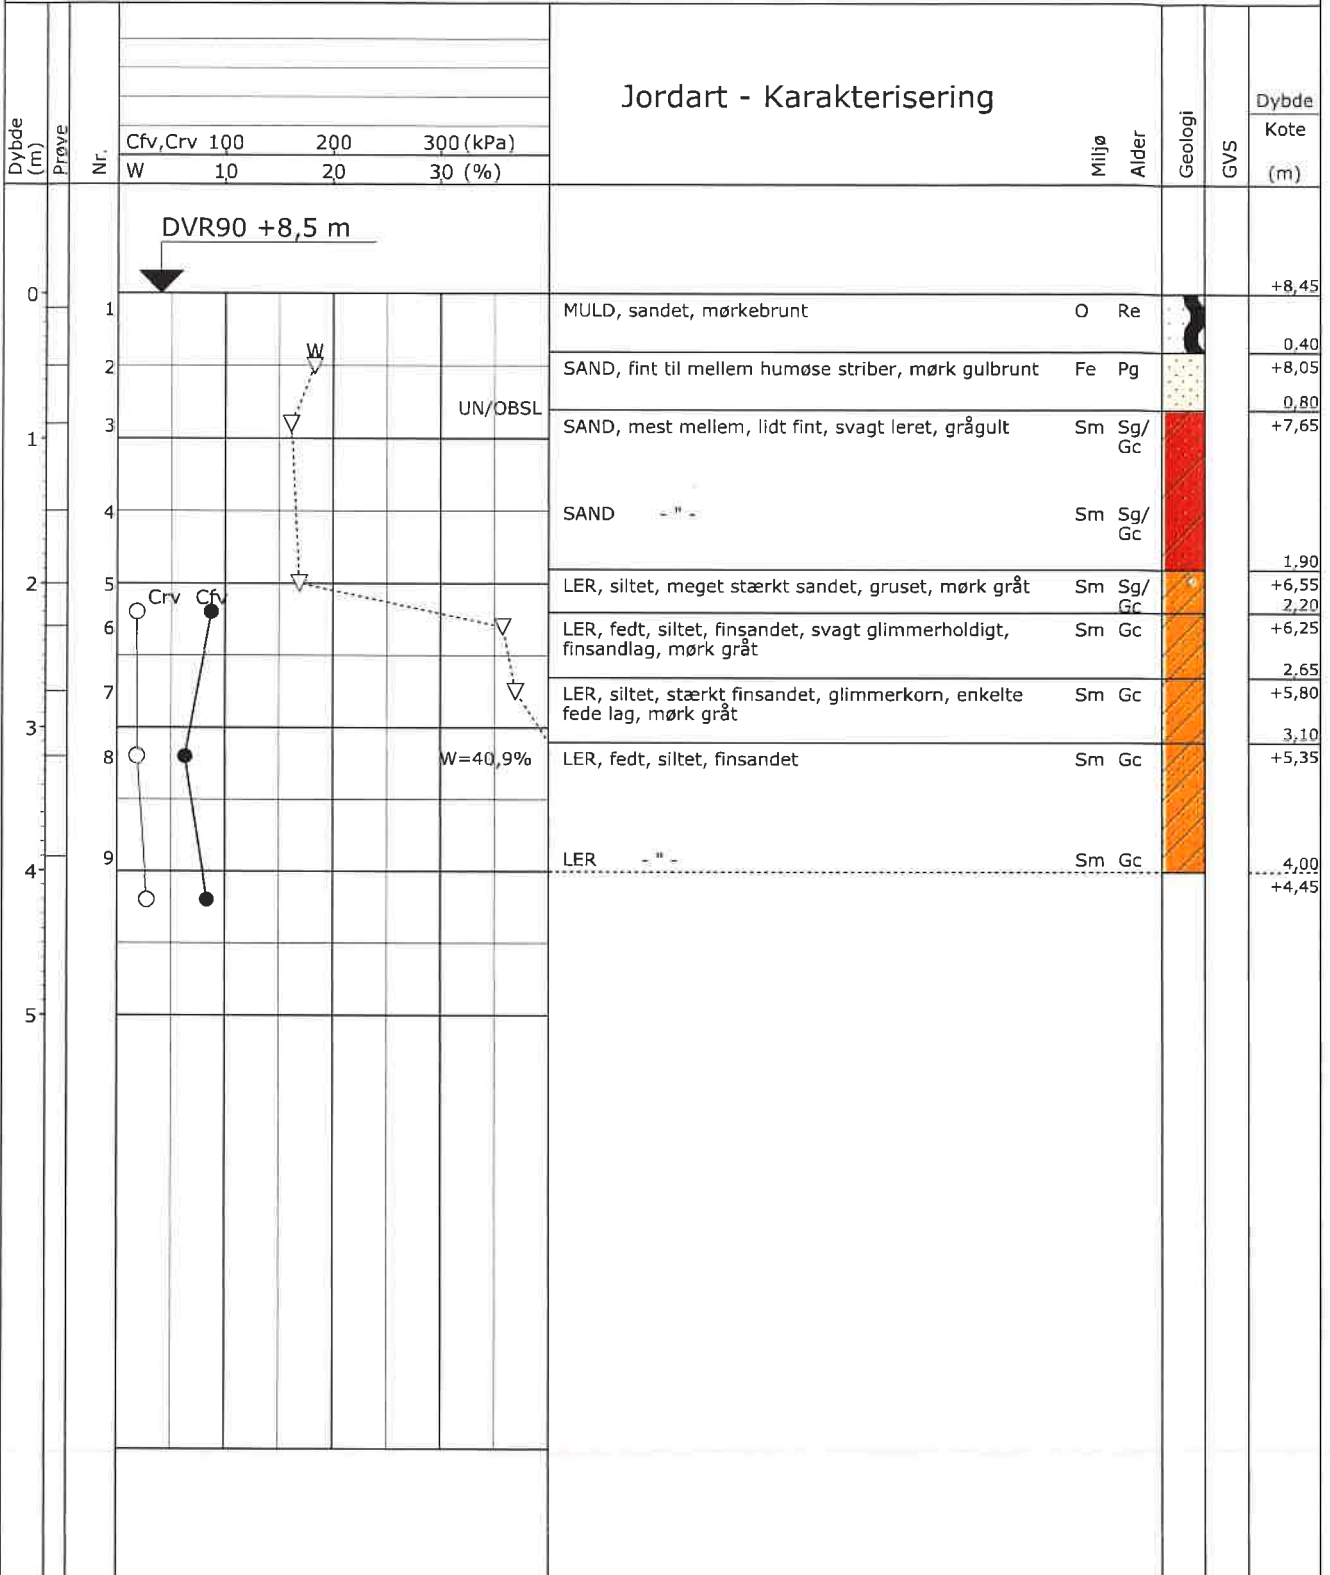 Dybde (m)
Prøve
Nr.
Cfv,Crv 100 200 300 (kPa)
W 10 20 30 (%)
Jordart - Karakterisering
Miljø
Alder
Geologi
GVS
Dybde
Kote
(m)
DVR90 +8,5 m
+8,45
0
1 MULD, sandet, mørkebrunt O Re
0,40
W
2 SAND, fint til mellem humøse striber, mørk gulbrunt Fe Pg +8,05
0,80
UN/OBSL
3 SAND, mest mellem, lidt fint, svagt leret, grågult Sm Sg/ +7,65
Gc
1
4 SAND - " - Sm Sg/
Gc
1,90
2
5 LER, siltet, meget stærkt sandet, gruset, mørk gråt Sm Sg/ +6,55
Gc 2,20
Crv Cfv
6 LER, fedt, siltet, finsandet, svagt glimmerholdigt, Sm Gc +6,25
finsandlag, mørk gråt
2,65
7 LER, siltet, stærkt finsandet, glimmerkorn, enkelte Sm Gc +5,80
fede lag, mørk gråt
3
3,10
8 W=40,9% LER, fedt, siltet, finsandet Sm Gc +5,35
9 LER - " - Sm Gc 4,00
4
+4,45
5